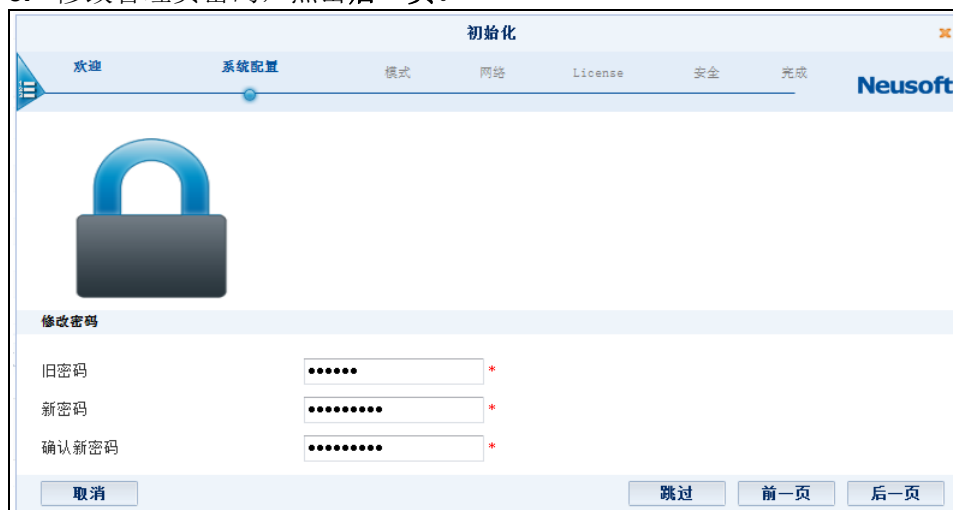 初始化
欢迎 系统配置 模式 网络 License 安全 完成
Neusoft
修改密码
旧密码 •••••• *
新密码 ••••••••• *
确认新密码 ••••••••• *
取消 跳过 前一页 后一页